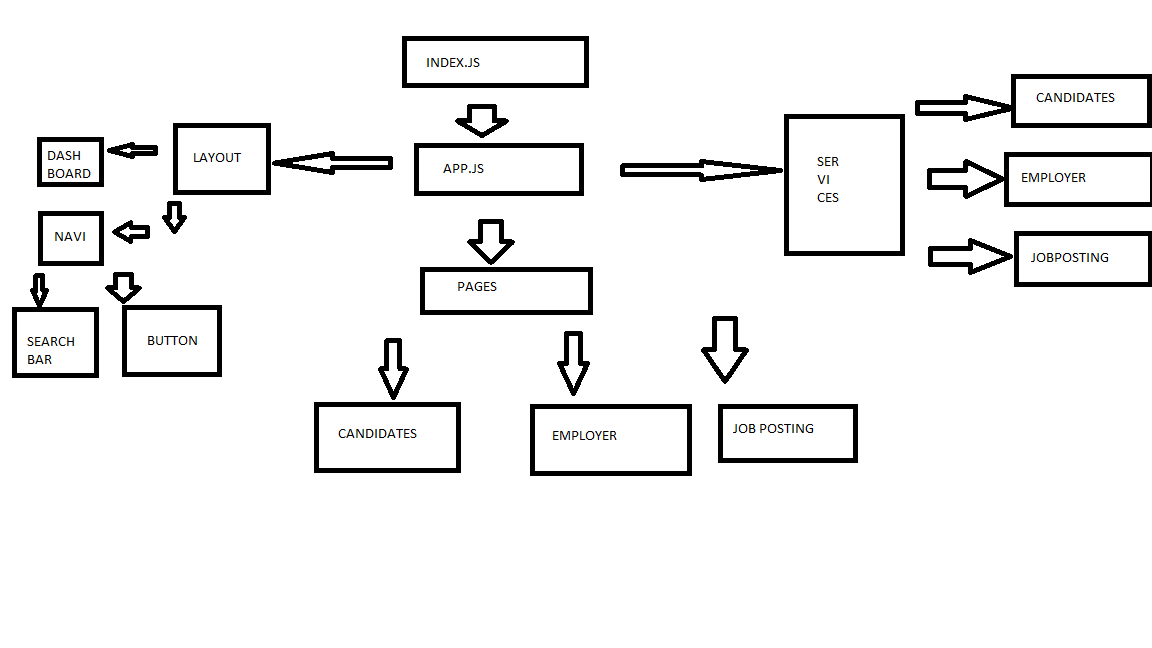 INDEX.JS
CANDIDATES
DASH
BOARD
LAYOUT
APP.JS
SER
VI
CES
EMPLOYER
NAVI
JOBPOSTING
PAGES
SEARCH
BAR
BUTTON
CANDIDATES
EMPLOYER
JOB POSTING